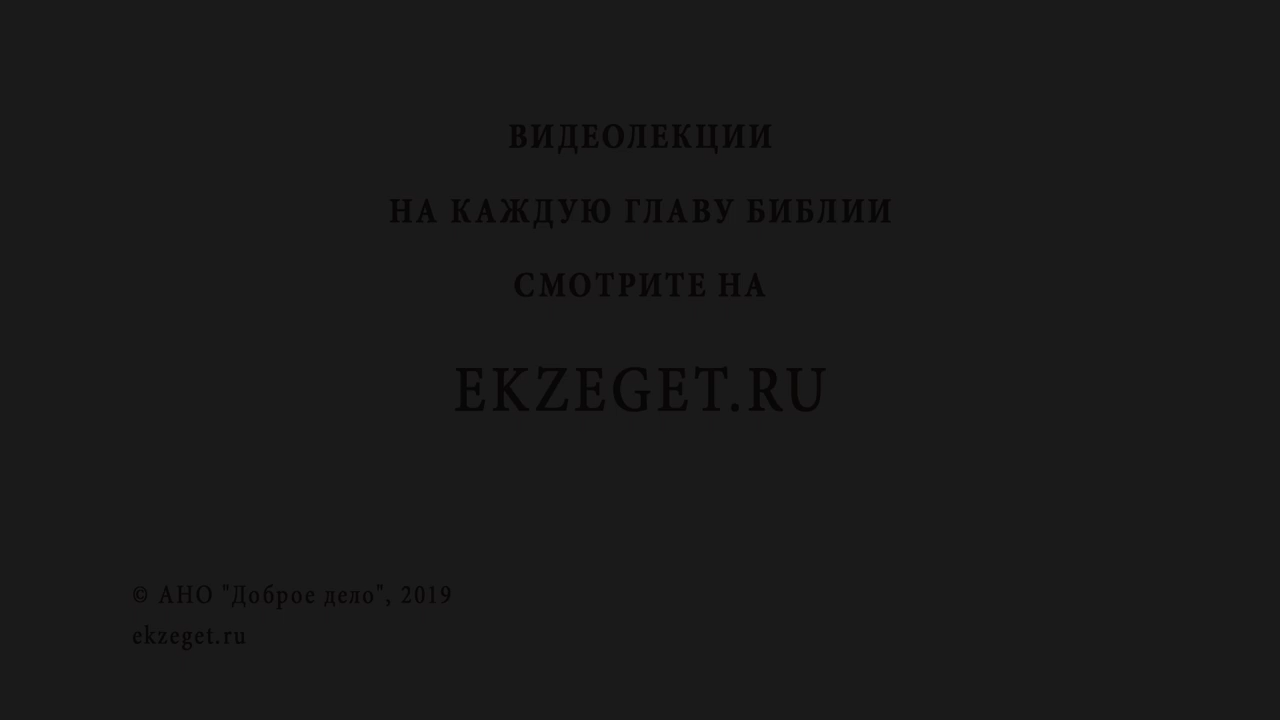 ВИДЕОЛЕКЦИИ
НА КАЖДУЮ ГЛАВУ БИБЛИИ
СМОТРИТЕ НА
EKZEGET.RU
© АНО "Доброе дело", 2019
ekzeget.ru